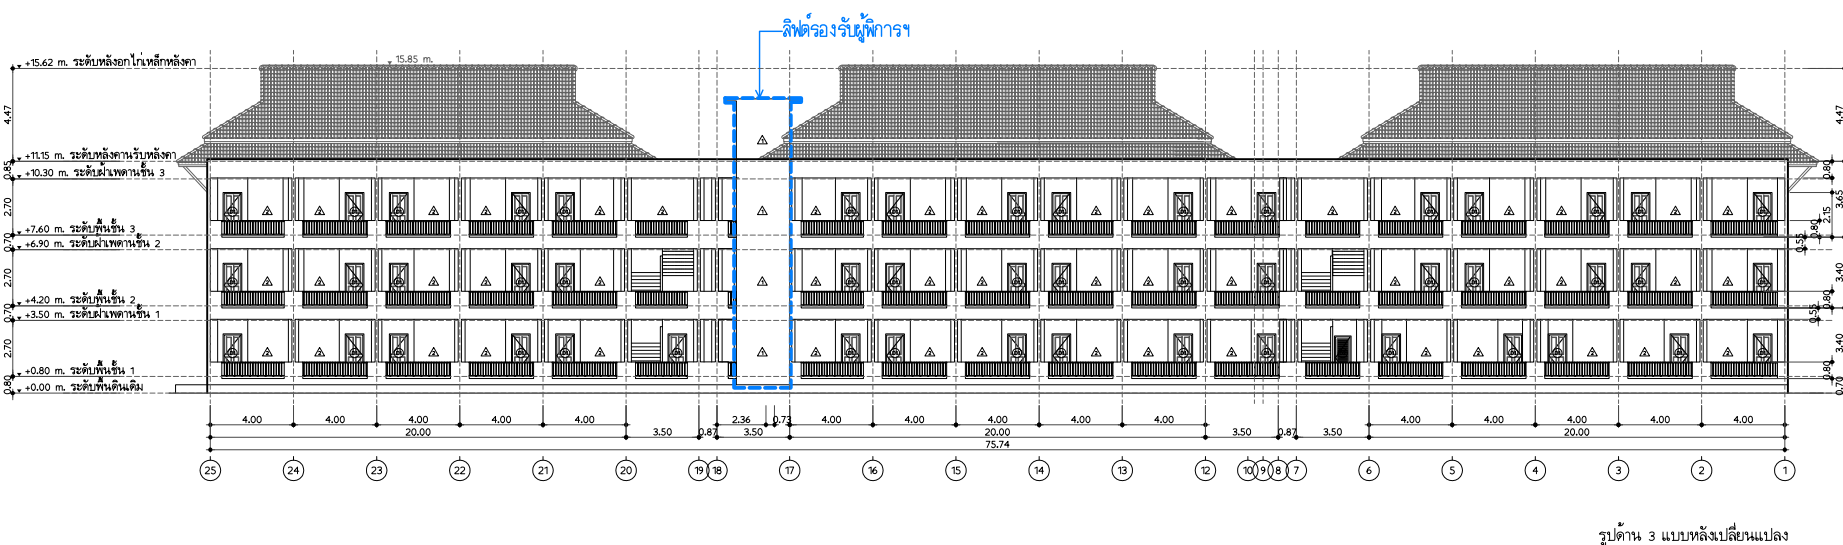 ลิฟต์รองรับผู้พิการฯ
+15.62 m. ระดับหลังอกไก่เหล็กหลังคา
15.85 m.
4.47
4.47
+11.15 m. ระดับหลังคานรับหลังคา
0.85
0.80
+10.30 m. ระดับฝ้าเพดานชั้น 3
2.70
3.65
2.15
0.80
+7.60 m. ระดับพื้นชั้น 3
0.70
0.55
+6.90 m. ระดับฝ้าเพดานชั้น 2
2.70
3.40
0.80
+4.20 m. ระดับพื้นชั้น 2
0.70
0.55
+3.50 m. ระดับฝ้าเพดานชั้น 1
2.70
3.40
0.80
+0.80 m. ระดับพื้นชั้น 1
0.80
0.70
+0.00 m. ระดับพื้นดินเดิม
4.00 4.00 4.00 4.00 4.00 2.36 0.73 4.00 4.00 4.00 4.00 4.00 4.00 4.00 4.00 4.00 4.00
20.00 3.50 0.87 3.50 20.00 3.50 0.87 3.50 20.00
75.74
25 24 23 22 21 20 19 18 17 16 15 14 13 12 10 9 8 7 6 5 4 3 2 1
รูปด้าน 3 แบบหลังเปลี่ยนแปลง